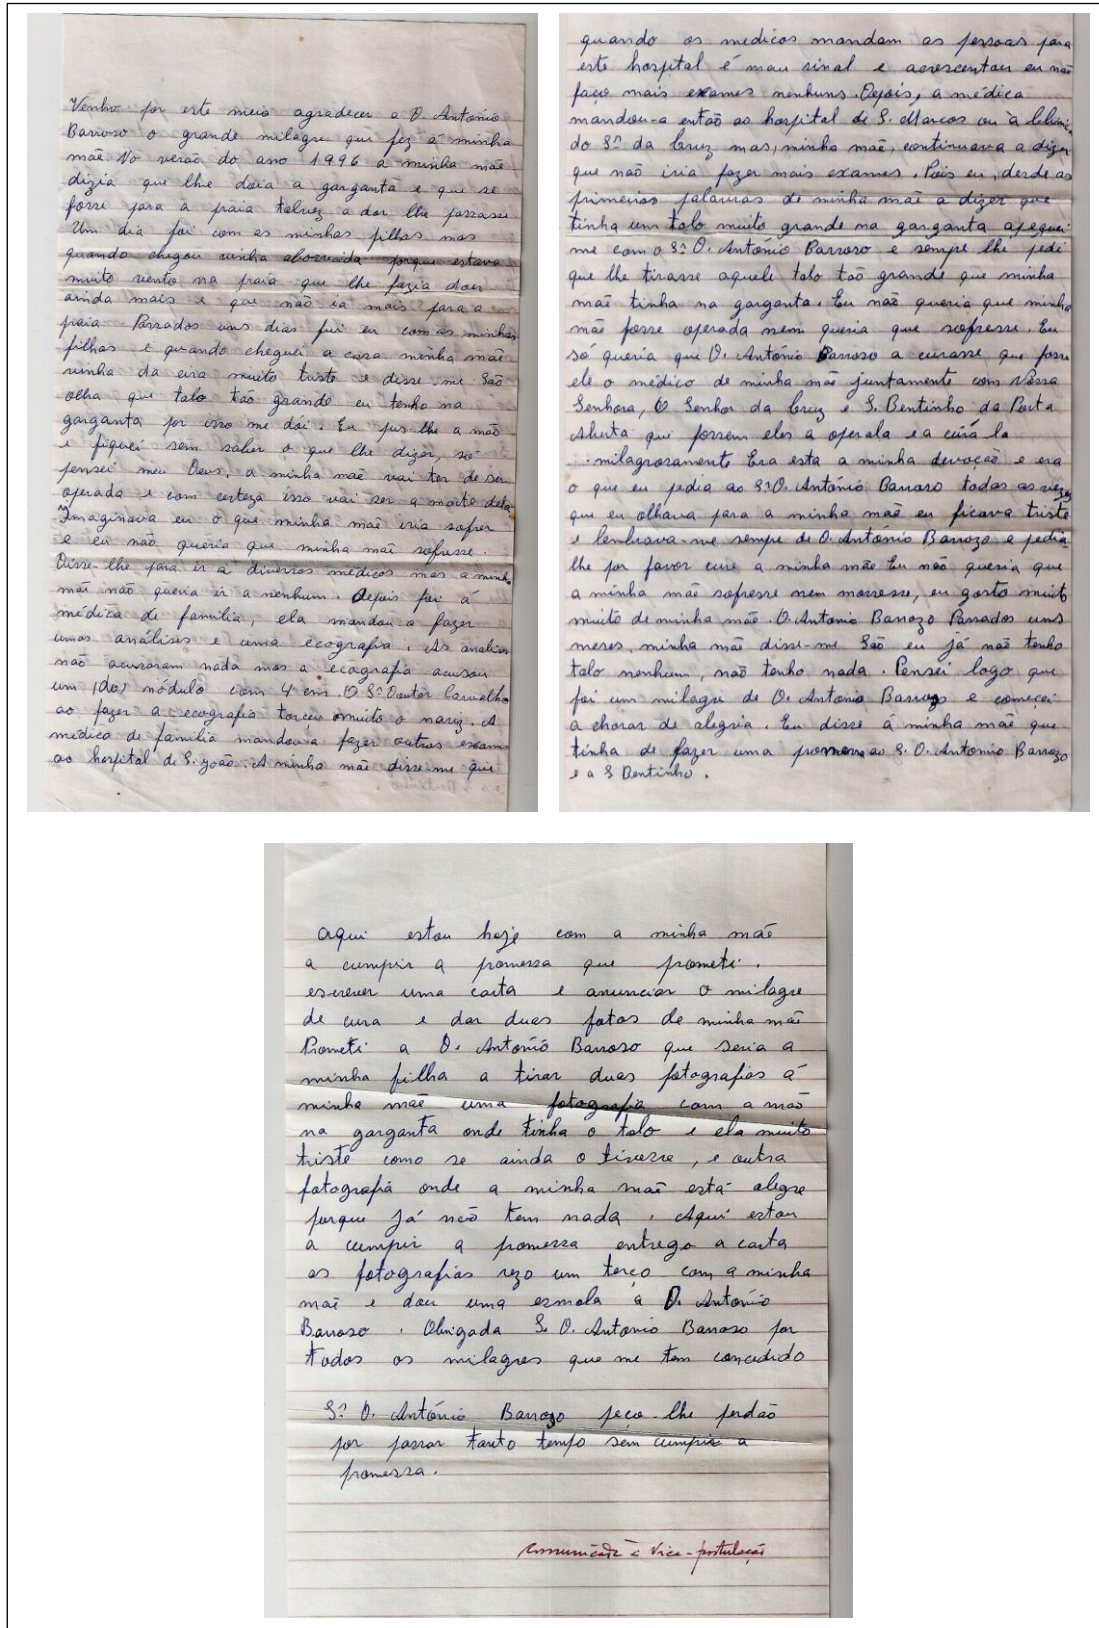 Venho por este meio agradecer a D. António
Barroso o grande milagre que fez á minha
mãe. No verão do ano 1996 a minha mãe
dizia que lhe doia a garganta e que se
fosse para a praia talvez a dor lhe passasse
Um dia foi com as minhas filhas mas
quando chegou vinha aborrecida porque estava
muito vento na praia que lhe fazia doer
ainda mais e que não ia mais para a
praia. Passados uns dias fui eu com as minhas
filhas e quando cheguei a casa minha mãe
vinha da eira muito triste e disse-me São
olha que talo tão grande eu tenho na
garganta por isso me dói. Eu pus-lhe a mão
e fiquei sem saber o que lhe dizer, só
pensei meu Deus, a minha mãe vai ter de ser
operada e com certeza isso vai ser a morte dela
Imaginava eu o que minha mãe iria sofrer
e eu não queria que minha mãe sofresse.
Disse-lhe para ir a diversos médicos mas a minha
mãe não queria ir a nenhum. Depois foi á
médica de familia, ela mandou a fazer
umas análises e uma ecografia. As analises
não acusaram nada mas a ecografia acusou
um nódulo com 4 cm. O Sº Doutor Carvalho
ao fazer a ecografia torceu muito o nariz. A
médica de familia mandou-a fazer outros exames
ao hospital de S. João. A minha mãe disse-me que
quando os medicos mandam as pessoas para
este hospital é mau sinal e acrescentou eu não
faço mais exames nenhuns. Depois, a médica
mandou-a então ao hospital de S. Marcos ou à Clinica
do Sº da Cruz mas, minha mãe, continuava a dizer
que não iria fazer mais exames. Pois eu, desde as
primeiras palavras de minha mãe a dizer que
tinha um talo muito grande na garganta apeguei
me com o Sº D. António Barroso e sempre lhe pedi
que lhe tirasse aquele talo tão grande que minha
mãe tinha na garganta. Eu não queria que minha
mãe fosse operada nem queria que sofresse. Eu
só queria que D. António Barroso a curasse que fosse
ele o médico de minha mãe juntamente com Nossa
Senhora, O Senhor da Cruz e S. Bentinho da Porta
Aberta que fossem eles a operala e a curá la
milagrosamente Era esta a minha devoção e era
o que eu pedia ao Sº D. António Barroso todas as vezes
que eu olhava para a minha mãe eu ficava triste
e lembrava-me sempre de D. António Barrozo e pedia
lhe por favor cure a minha mãe Eu não queria que
a minha mãe sofresse nem morresse, eu gosto muito
muito de minha mãe. D. António Barrozo Passados uns
meses, minha mãe disse-me São eu já não tenho
talo nenhum, não tenho nada. Pensei logo que
foi um milagre de D. Antonio Barrozo e comecei
a chorar de alegria. Eu disse á minha mãe que
tinha de fazer uma ao S. D. Antonio Barrozo
e a S Bentinho.
aqui estou hoje com a minha mãe
a cumprir a promessa que prometi.
escrever uma carta e anunciar o milagre
de cura e dar duas fotos de minha mãe
Prometi a D. António Barroso que seria a
minha filha a tirar duas fotografias á
minha mãe uma fotografia com a mão
na garganta onde tinha o talo e ela muito
triste como se ainda o tivesse, e outra
fotografia onde a minha mãe está alegre
porque já não tem nada. Aqui estou
a cumprir a promessa entrego a carta
as fotografias rezo um terço com a minha
mãe e dou uma esmola a D. António
Barroso. Obrigada S. D. Antonio Barroso por
todos os milagres que me tem concedido
Sº D. António Barrozo peço-lhe perdão
por passar tanto tempo sem cumprir a
promessa.
Comunicado à Vice-postulação